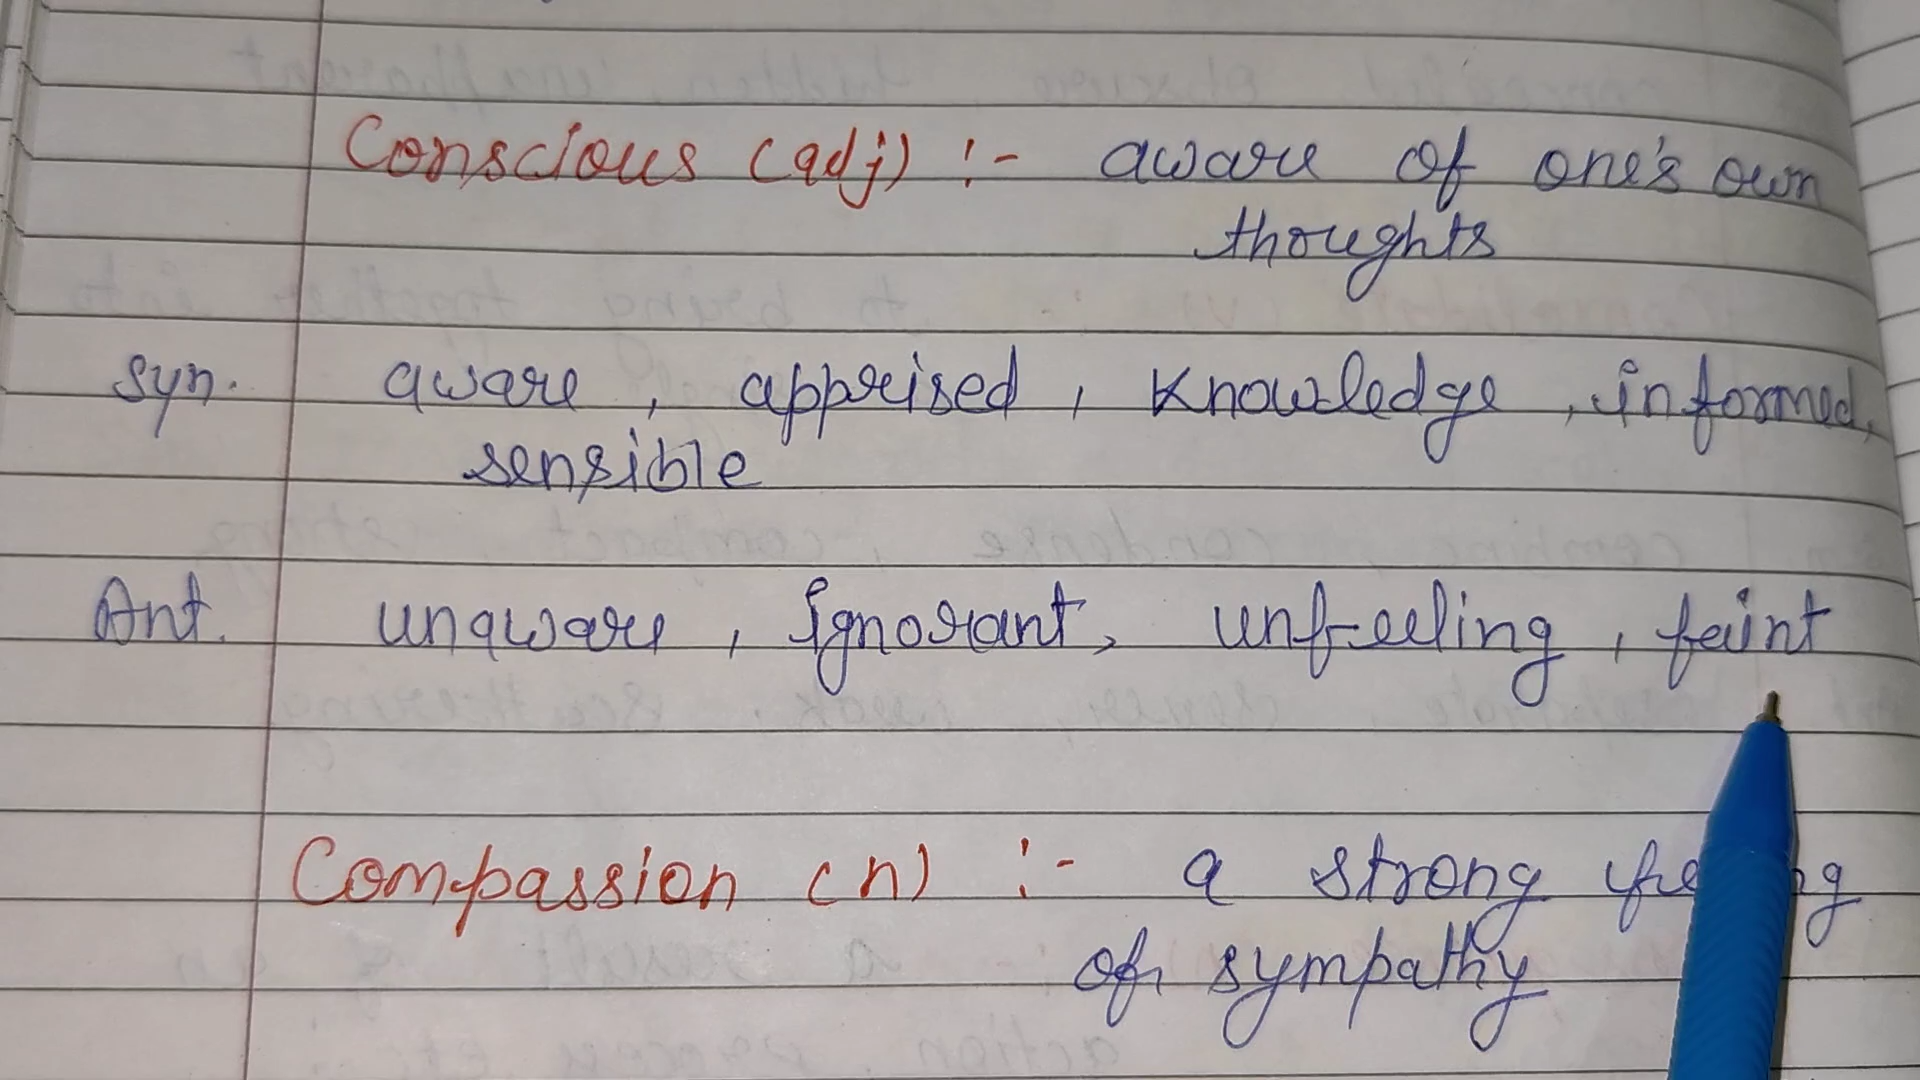 Conscious (adj) :- aware of one's own
thoughts
Syn. aware, apprised, Knowledge, informed,
sensible
Ant. unaware, ignorant, unfeeling, faint
Compassion (n) :- a strong
of sympathy